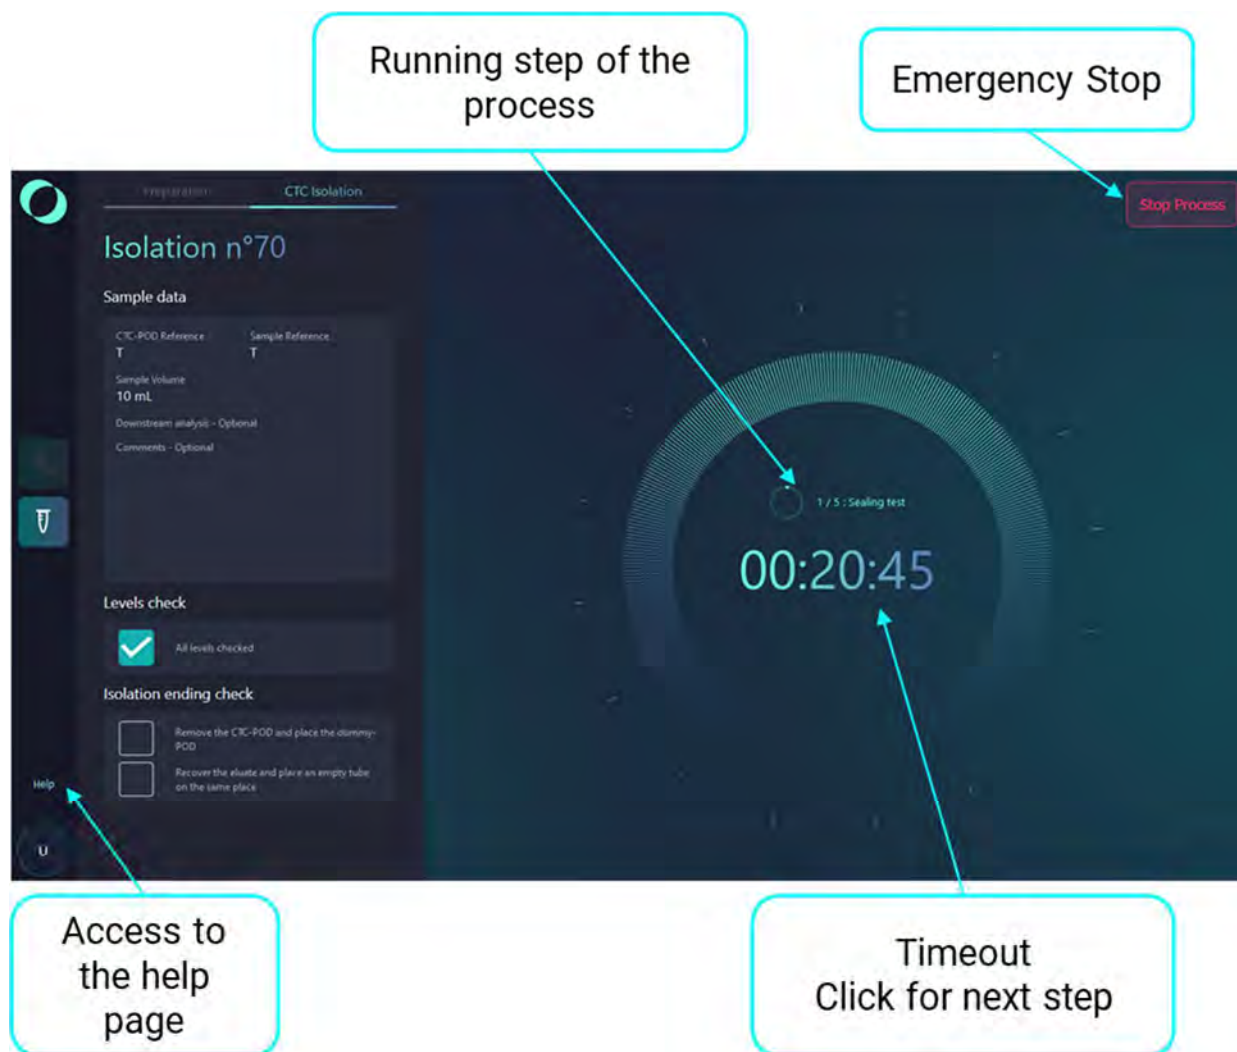 Running step of the
process
Emergency Stop
Preparation
CTC Isolation
Stop Process
Isolation n°70
Sample data
CTC-POD Reference
Sample Reference
T
T
Sample Volume
10 mL
Downstream analysis - Optional
Comments - Optional
1 / 5 : Sealing test
00:20:45
Levels check
All levels checked
Isolation ending check
Remove the CTC-POD and place the dummy-
POD
Recover the eluate and place an empty tube
on the same place
Help
U
Access to
the help
page
Timeout
Click for next step